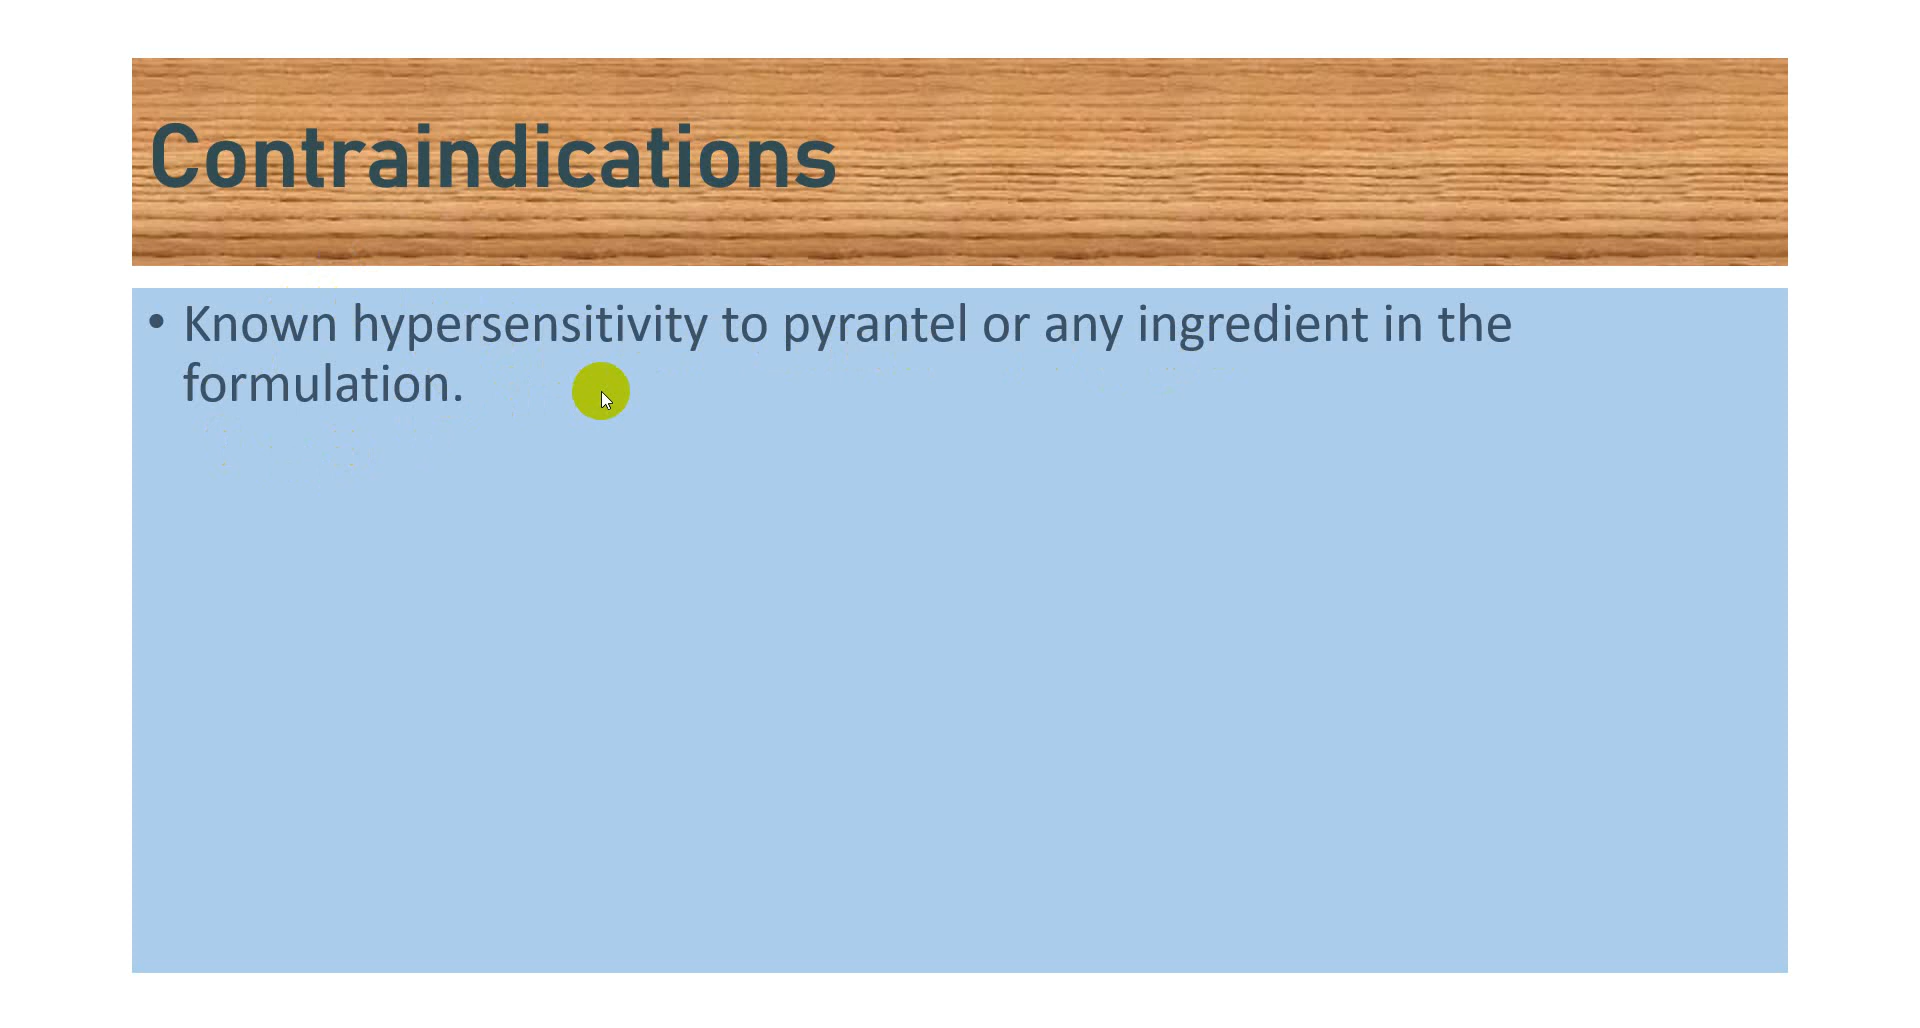 Contraindications
• Known hypersensitivity to pyrantel or any ingredient in the
formulation.